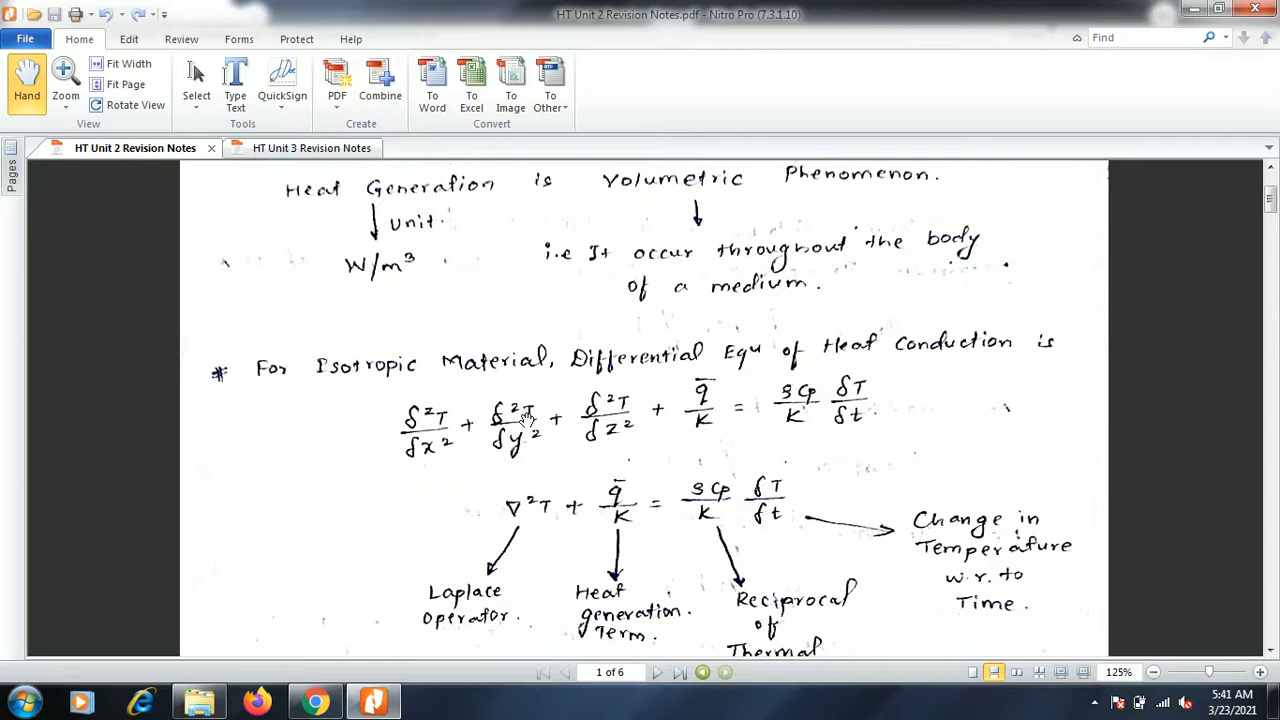 HT Unit 2 Revision Notes.pdf - Nitro Pro (7.3.1.10)
File Home Edit Review Forms Protect Help Find
Hand Zoom Fit Width Fit Page Rotate View Select Type Text QuickSign PDF Combine To Word To Excel To Image To Other
View Tools Create Convert
HT Unit 2 Revision Notes HT Unit 3 Revision Notes
Pages
Heat Generation is Volumetric Phenomenon.
Unit.
W/m³
i.e It occur throughout the body
of a medium.
* For Isotropic Material, Differential Equ of Heat Conduction is
δ²T/δx² + δ²T/δy² + δ²T/δz² + q̄/K = ρCp/K δT/δt.
∇²T + q̄/K = ρCp/K δT/δt
Change in
Temperature
w.r. to
Time.
Laplace
operator.
Heat
generation.
Term.
Reciprocal
of
Thermal
1 of 6 125%
5:41 AM
3/23/2021